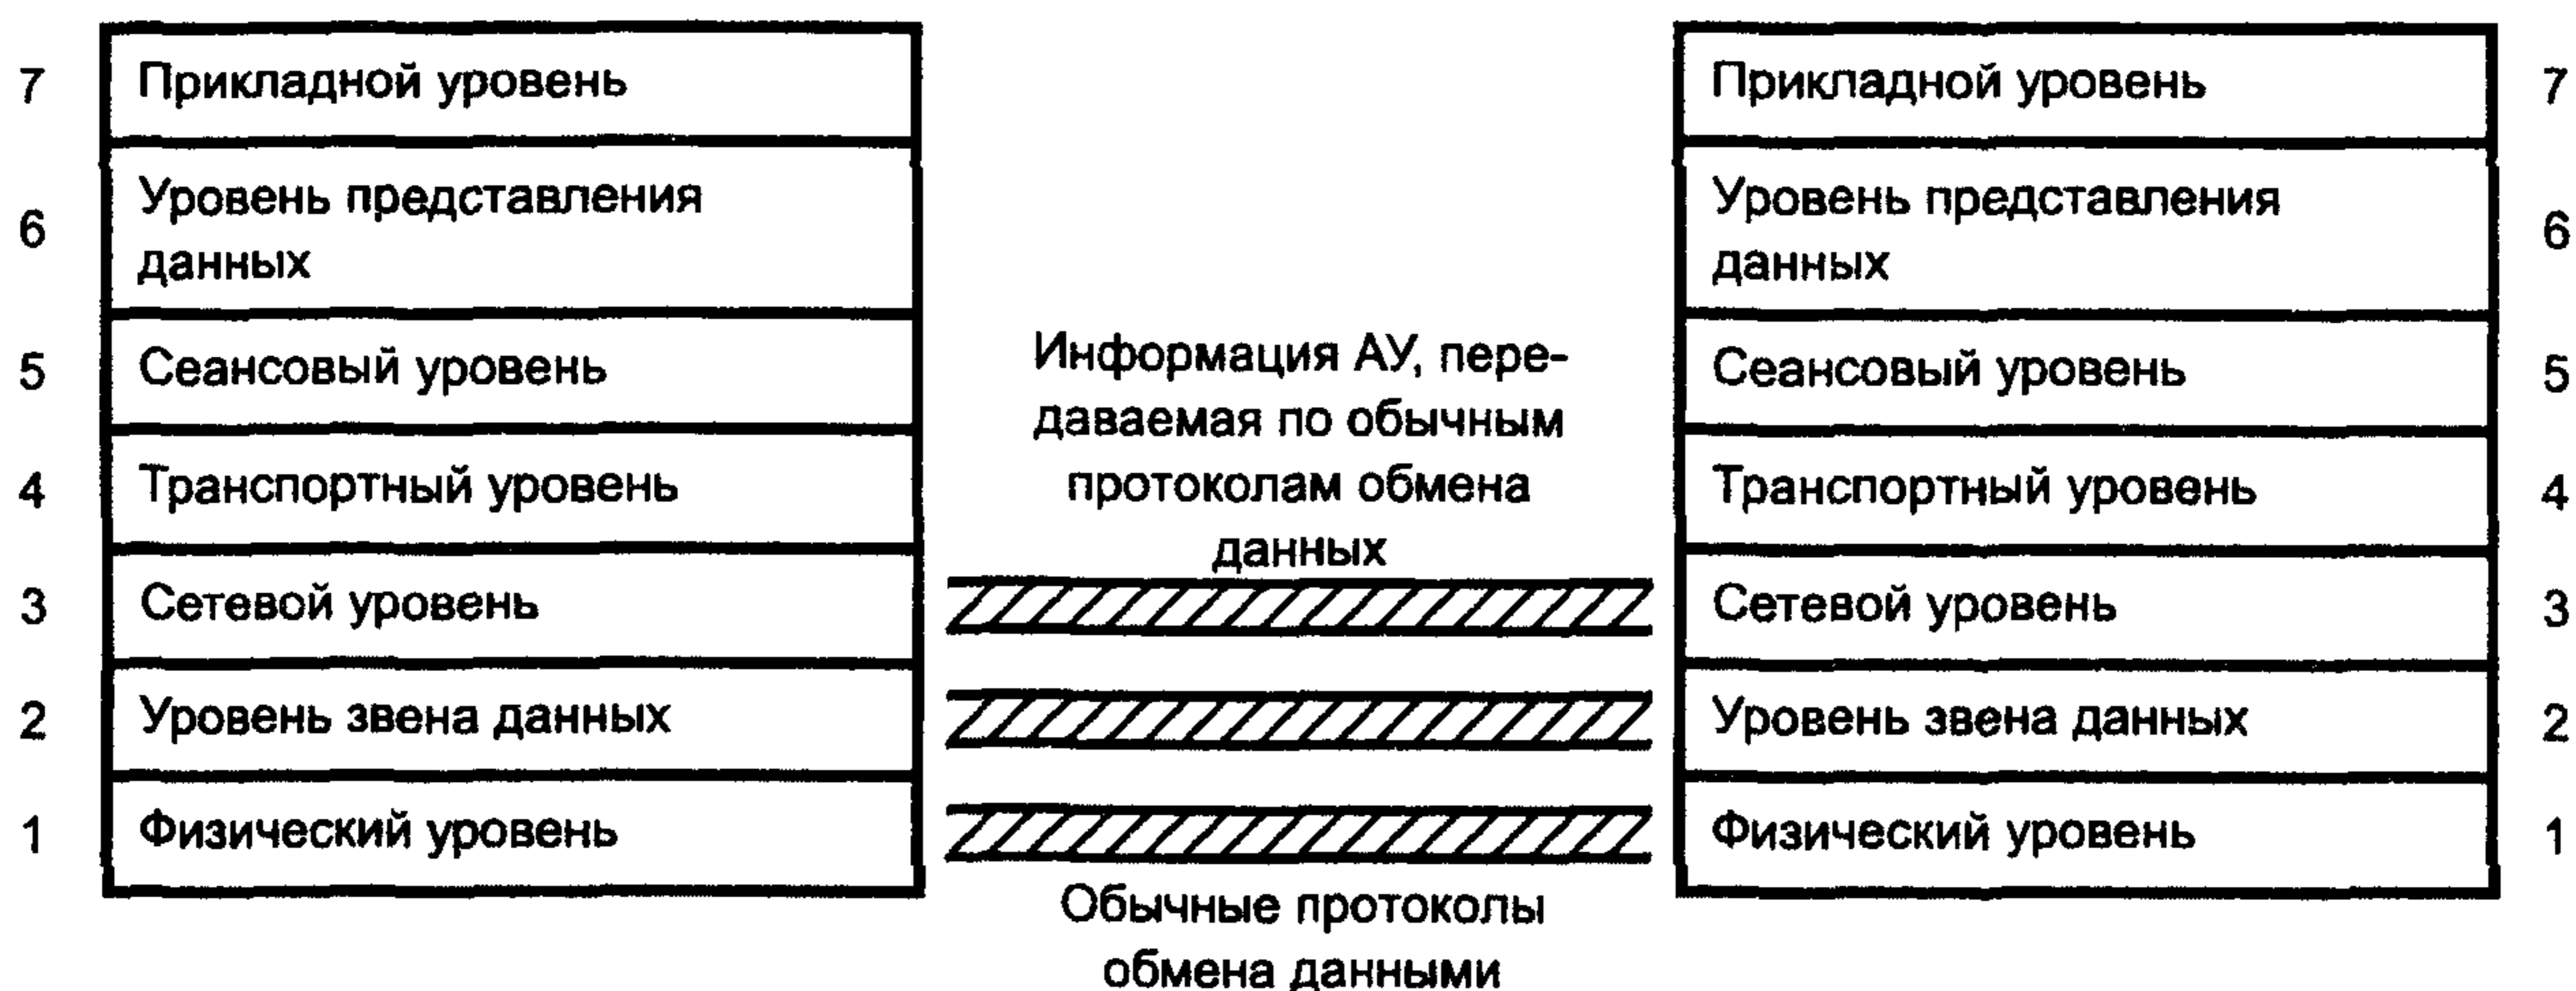 7 Прикладной уровень
6 Уровень представления
данных
5 Сеансовый уровень
4 Транспортный уровень
3 Сетевой уровень
2 Уровень звена данных
1 Физический уровень
Информация АУ, пере-
даваемая по обычным
протоколам обмена
данных
Обычные протоколы
обмена данными
Прикладной уровень 7
Уровень представления 6
данных
Сеансовый уровень 5
Транспортный уровень 4
Сетевой уровень 3
Уровень звена данных 2
Физический уровень 1